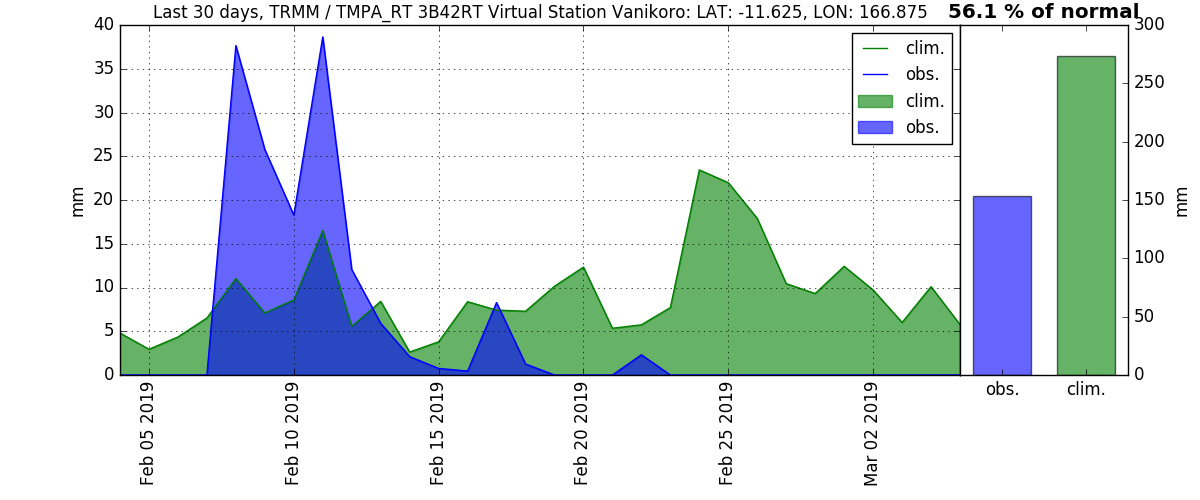 Last 30 days, TRMM / TMPA_RT 3B42RT Virtual Station Vanikoro: LAT: -11.625, LON: 166.875
56.1 % of normal
40
35
30
25
20
15
10
5
0
mm
clim.
obs.
clim.
obs.
Feb 05 2019
Feb 10 2019
Feb 15 2019
Feb 20 2019
Feb 25 2019
Mar 02 2019
300
250
200
150
100
50
0
mm
obs.
clim.